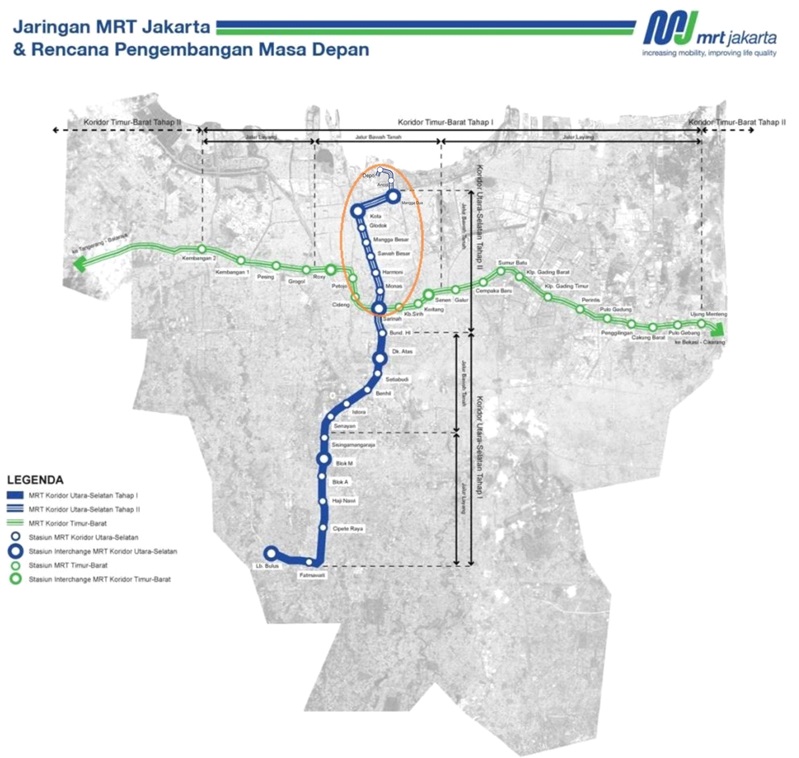 Jaringan MRT Jakarta
& Rencana Pengembangan Masa Depan
mrt jakarta
increasing mobility, improving life quality
Koridor Timur-Barat Tahap II
Koridor Timur-Barat Tahap I
Koridor Timur-Barat Tahap II
Jalur Layang
Jalur Bawah Tanah
Jalur Layang
Depo
Kota
Glodok
Mangga Besar
Sawah Besar
Harmoni
Monas
Sarinah
Koridor Utara-Selatan Tahap II
Jalur Bawah Tanah
ke Tangerang - Balaraja
Kembangan 2
Kembangan 1
Pesing
Grogol
Roxy
Petojo
Cideng
Kb.Sirih
Kwitang
Senen
Galur
Cempaka Baru
Sumur Batu
Klp. Gading Barat
Klp. Gading Timur
Perintis
Pulo Gadung
Penggilingan
Cakung Barat
Pulo Gebang
Ujung Menteng
ke Bekasi - Cikarang
Bund. HI
Dk. Atas
Setiabudi
Benhil
Istora
Senayan
Sisingamangaraja
Blok M
Blok A
Haji Nawi
Cipete Raya
Fatmawati
Lb. Bulus
Jalur Bawah Tanah
Koridor Utara-Selatan Tahap I
Jalur Layang
LEGENDA
MRT Koridor Utara-Selatan Tahap I
MRT Koridor Utara-Selatan Tahap II
MRT Koridor Timur-Barat
Stasiun MRT Koridor Utara-Selatan
Stasiun Interchange MRT Koridor Utara-Selatan
Stasiun MRT Timur-Barat
Stasiun Interchange MRT Koridor Timur-Barat